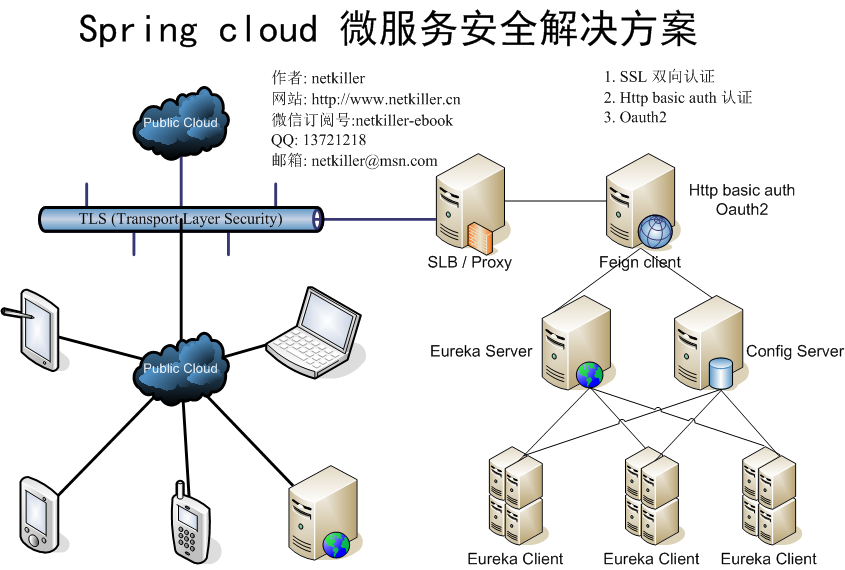 Spring cloud 微服务安全解决方案
作者: netkiller
网站: http://www.netkiller.cn
微信订阅号:netkiller-ebook
QQ: 13721218
邮箱: netkiller@msn.com
1. SSL 双向认证
2. Http basic auth 认证
3. Oauth2
Public Cloud
TLS (Transport Layer Security)
SLB / Proxy
Feign client
Http basic auth
Oauth2
Public Cloud
Eureka Server
Config Server
Eureka Client
Eureka Client
Eureka Client